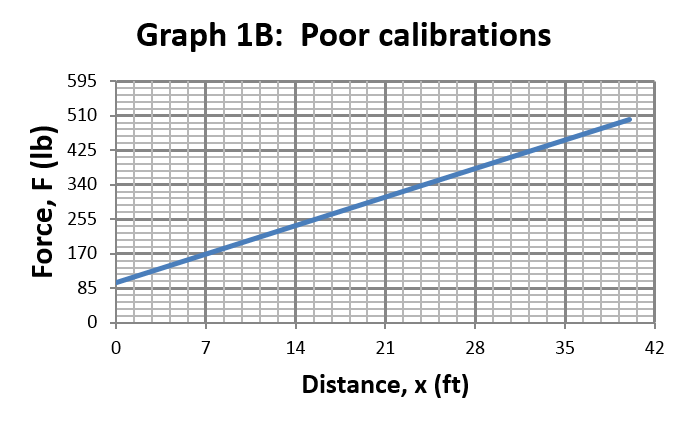 Graph 1B:  Poor calibrations
595
510
425
340
255
170
85
0
Force, F (lb)
0 7 14 21 28 35 42
Distance, x (ft)